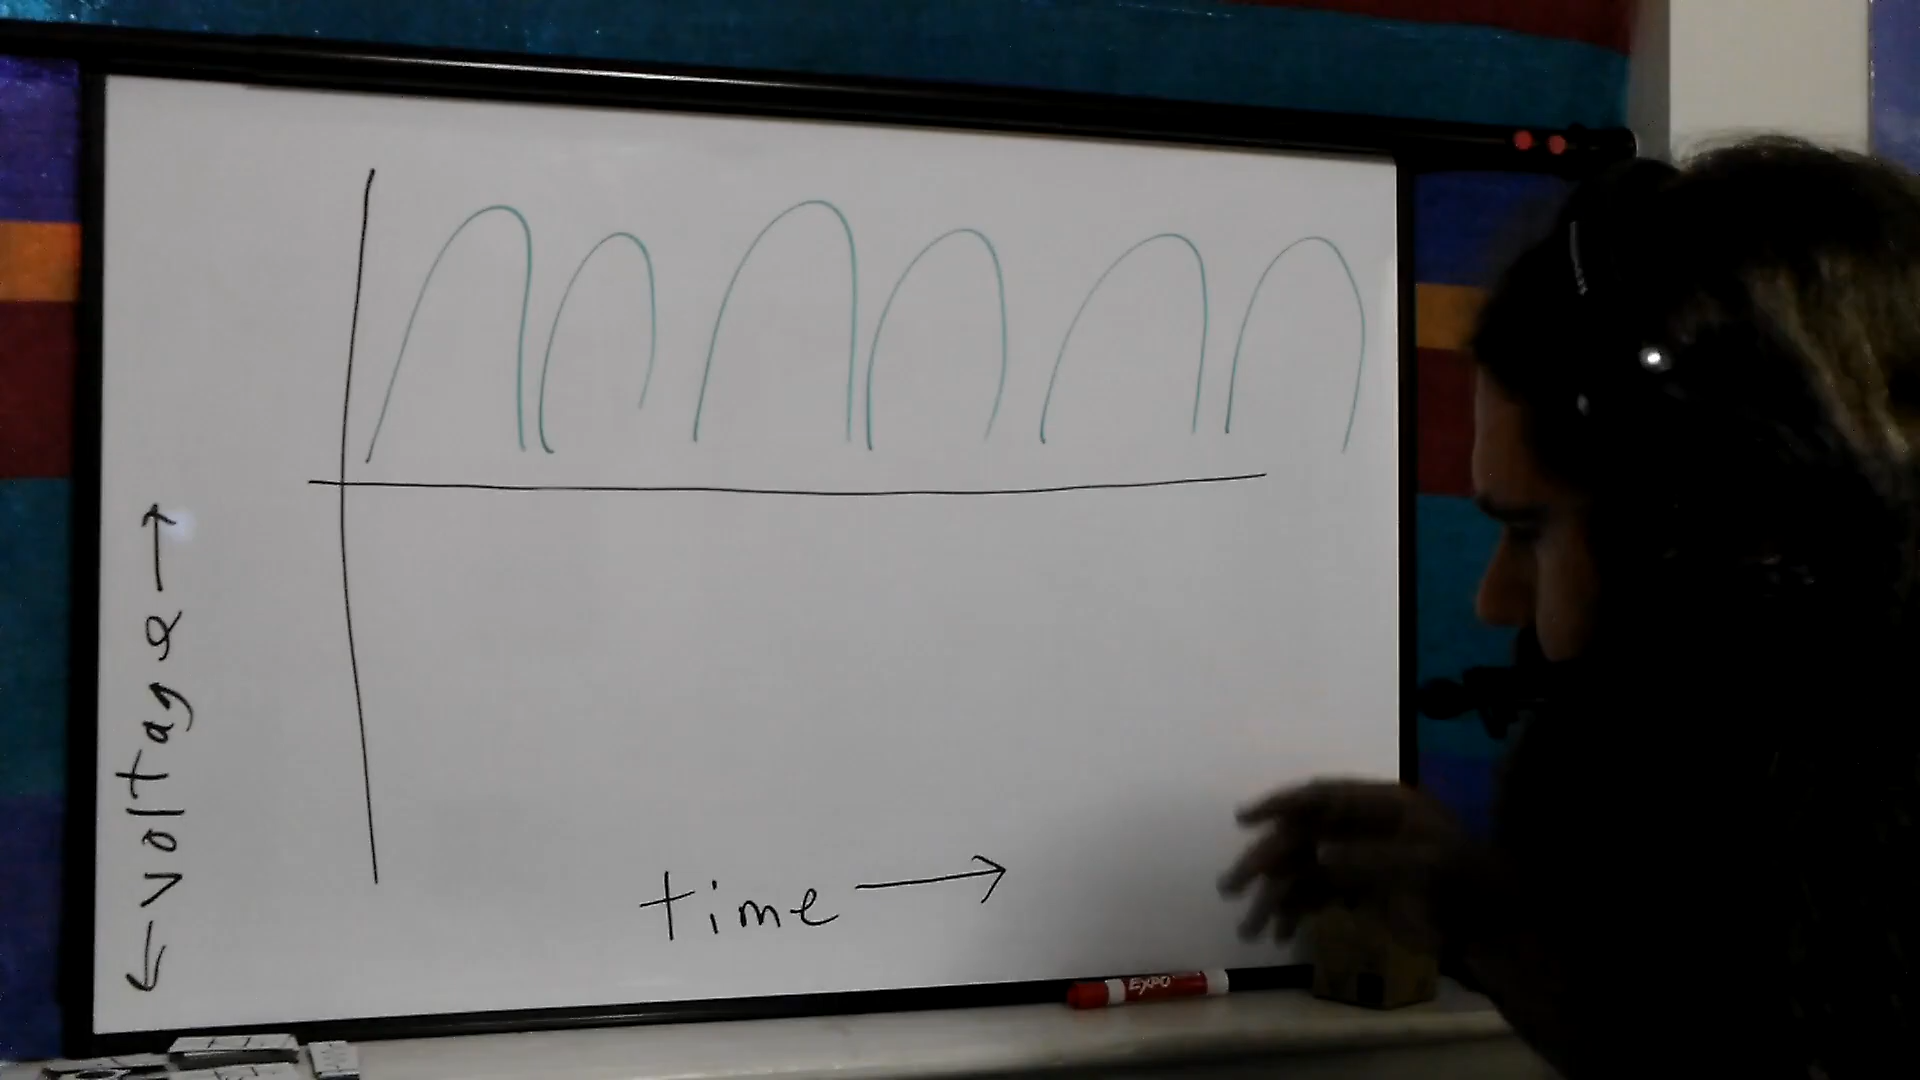 ← voltage →
time →
EXPO